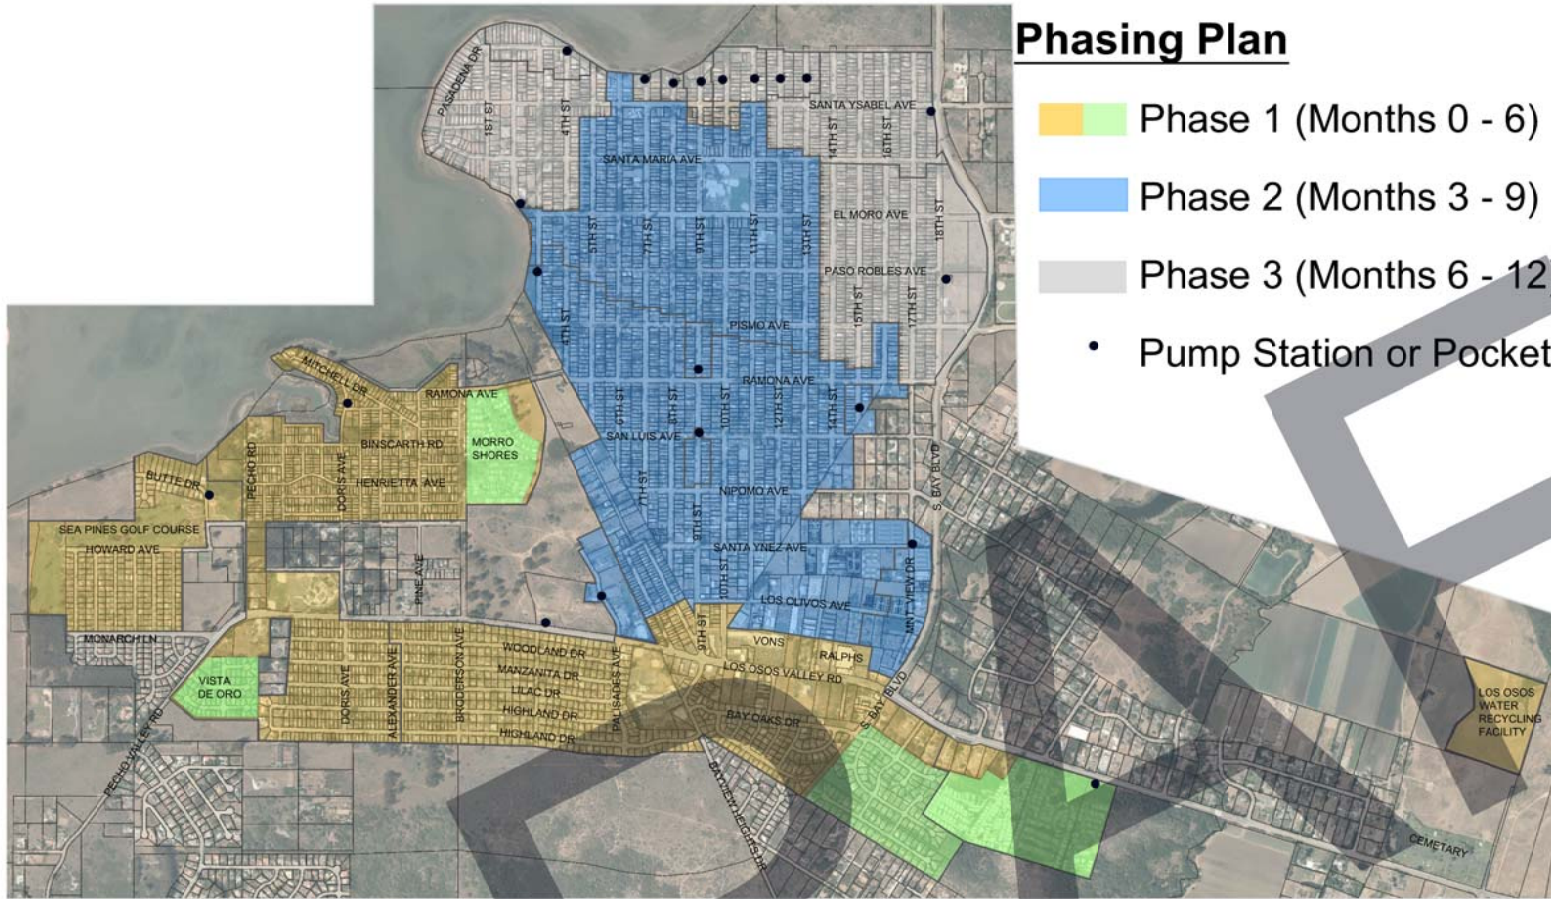 Phasing Plan
Phase 1 (Months 0 - 6)
Phase 2 (Months 3 - 9)
Phase 3 (Months 6 - 12
Pump Station or Pocket
PASADENA DR
1ST ST
4TH ST
SANTA YSABEL AVE
14TH ST
16TH ST
SANTA MARIA AVE
EL MORO AVE
18TH ST
5TH ST
7TH ST
9TH ST
11TH ST
13TH ST
PASO ROBLES AVE
15TH ST
17TH ST
4TH ST
PISMO AVE
MITCHELL DR
RAMONA AVE
RAMONA AVE
6TH ST
8TH ST
10TH ST
12TH ST
14TH ST
BINSCARTH RD
MORRO
SHORES
SAN LUIS AVE
PECHO RD
DORIS AVE
HENRIETTA AVE
BUTTE DR
7TH ST
NIPOMO AVE
S. BAY BLVD
SEA PINES GOLF COURSE
HOWARD AVE
9TH ST
SANTA YNEZ AVE
PINE AVE
10TH ST
LOS OLIVOS AVE
MNT. VIEW DR
MONARCH LN
WOODLAND DR
9TH ST
VONS
RALPHS
VISTA
DE ORO
DORIS AVE
ALEXANDER AVE
BRODERSON AVE
MANZANITA DR
LILAC DR
HIGHLAND DR
HIGHLAND DR
PALISADES AVE
LOS OSOS VALLEY RD
BAY OAKS DR
S. BAY BLVD
LOS OSOS
WATER
RECYCLING
FACILITY
PECHO VALLEY RD
BAYVIEW HEIGHTS DR
CEMETARY